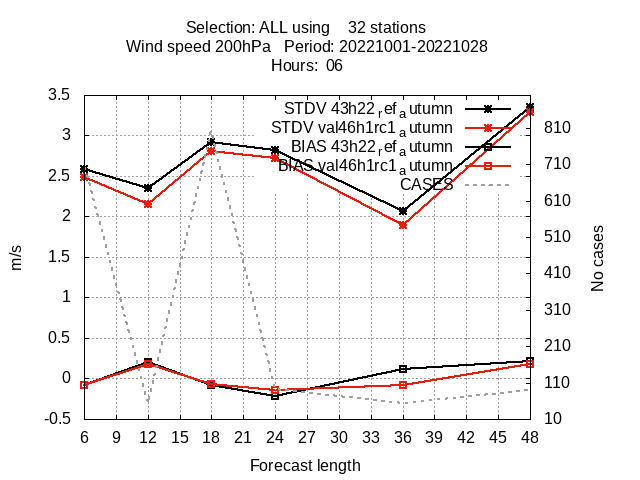 Selection: ALL using    32 stations
Wind speed 200hPa   Period: 20221001-20221028
Hours:  06
STDV 43h22_ref_autumn
STDV val46h1rc1_autumn
BIAS 43h22_ref_autumn
BIAS val46h1rc1_autumn
CASES
3.5
3
2.5
2
1.5
1
0.5
0
-0.5
m/s
810
710
610
510
410
310
210
110
10
No cases
6 9 12 15 18 21 24 27 30 33 36 39 42 45 48
Forecast length